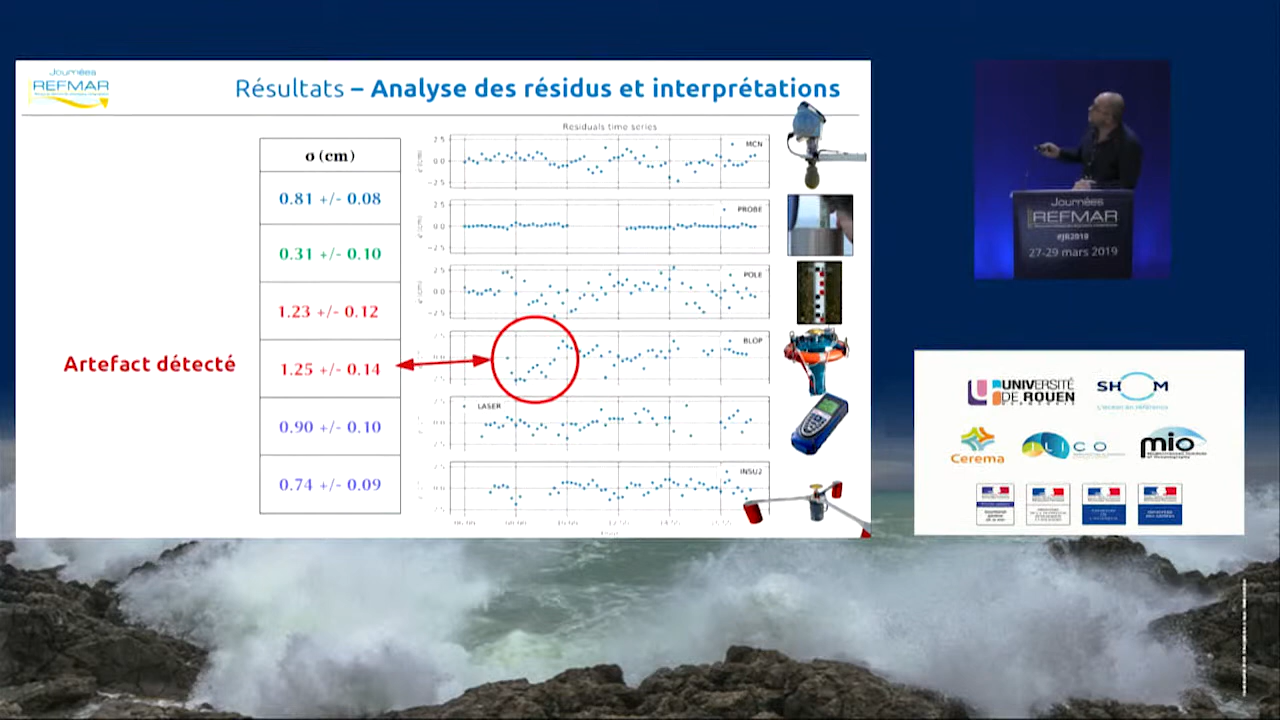 Journées
REFMAR
Résultats – Analyse des résidus et interprétations
σ (cm)
0.81 +/- 0.08
0.31 +/- 0.10
1.23 +/- 0.12
1.25 +/- 0.14
0.90 +/- 0.10
0.74 +/- 0.09
Artefact détecté
Residuals time series
MCN
PROBE
POLE
BLOP
LASER
INSU2
Journées
REFMAR
#JR2019
27-29 mars 2019
UNIVERSITÉ
DE ROUEN
SHOM
Cerema
ILICO
mio